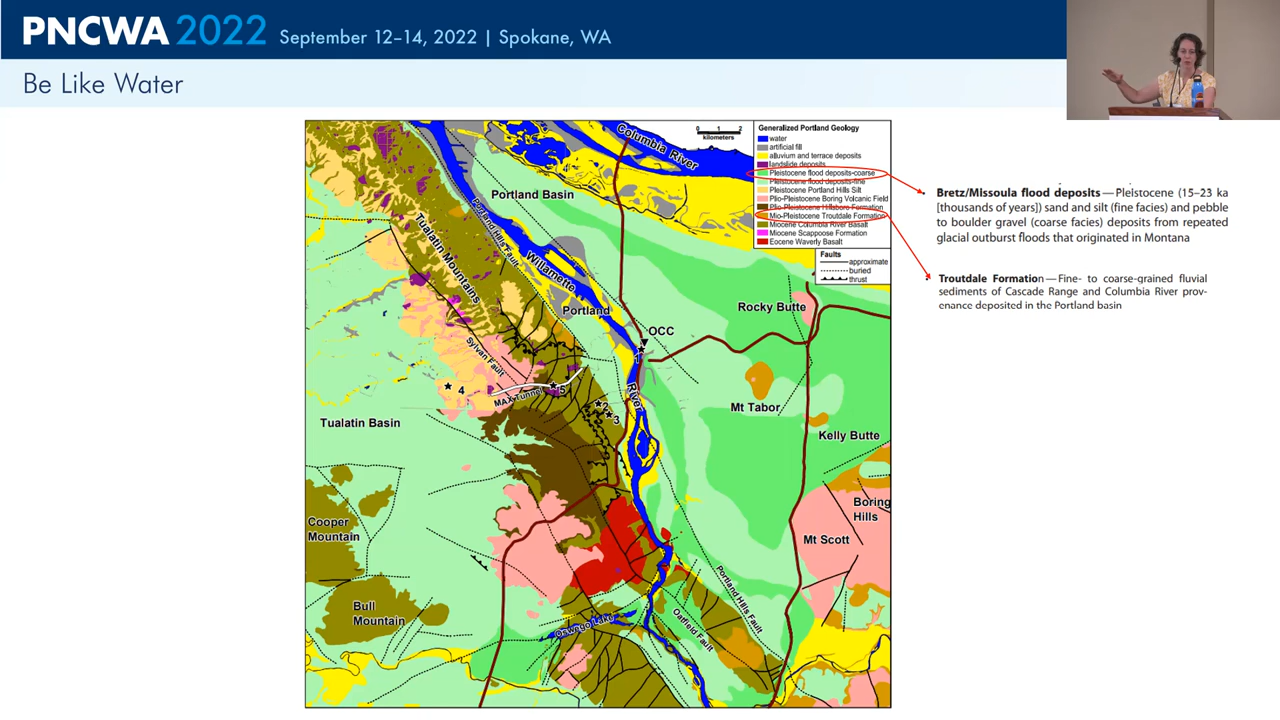 PNCWA 2022 September 12–14, 2022 | Spokane, WA
Be Like Water
Columbia River
0 1 2
kilometers
Generalized Portland Geology
water
artificial fill
alluvium and terrace deposits
landslide deposits
Pleistocene flood deposits-coarse
Pleistocene flood deposits-fine
Pleistocene Portland Hills Silt
Plio-Pleistocene Boring Volcanic Field
Plio-Pleistocene Hillsboro Formation
Mio-Pleistocene Troutdale Formation
Miocene Columbia River Basalt
Miocene Scappoose Formation
Eocene Waverly Basalt
Faults
approximate
buried
thrust
Bretz/Missoula flood deposits — Pleistocene (15–23 ka
[thousands of years]) sand and silt (fine facies) and pebble
to boulder gravel (coarse facies) deposits from repeated
glacial outburst floods that originated in Montana
Troutdale Formation — Fine- to coarse-grained fluvial
sediments of Cascade Range and Columbia River prov-
enance deposited in the Portland basin
Portland Basin
Portland Hills Fault
Tualatin Mountains
Willamette
Portland
Rocky Butte
OCC
1
Sylvan Fault
4
MAX Tunnel
5
2
3
River
Mt Tabor
Tualatin Basin
Kelly Butte
Cooper
Mountain
Boring
Hills
Mt Scott
Bull
Mountain
Oswego Lake
Oatfield Fault
Portland Hills Fault